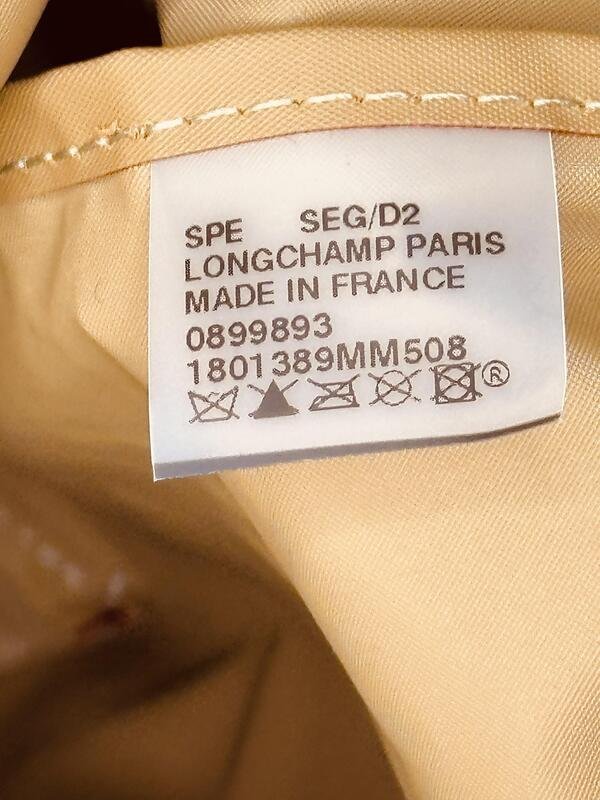 SPE SEG/D2
LONGCHAMP PARIS
MADE IN FRANCE
0899893
1801389MM508
®